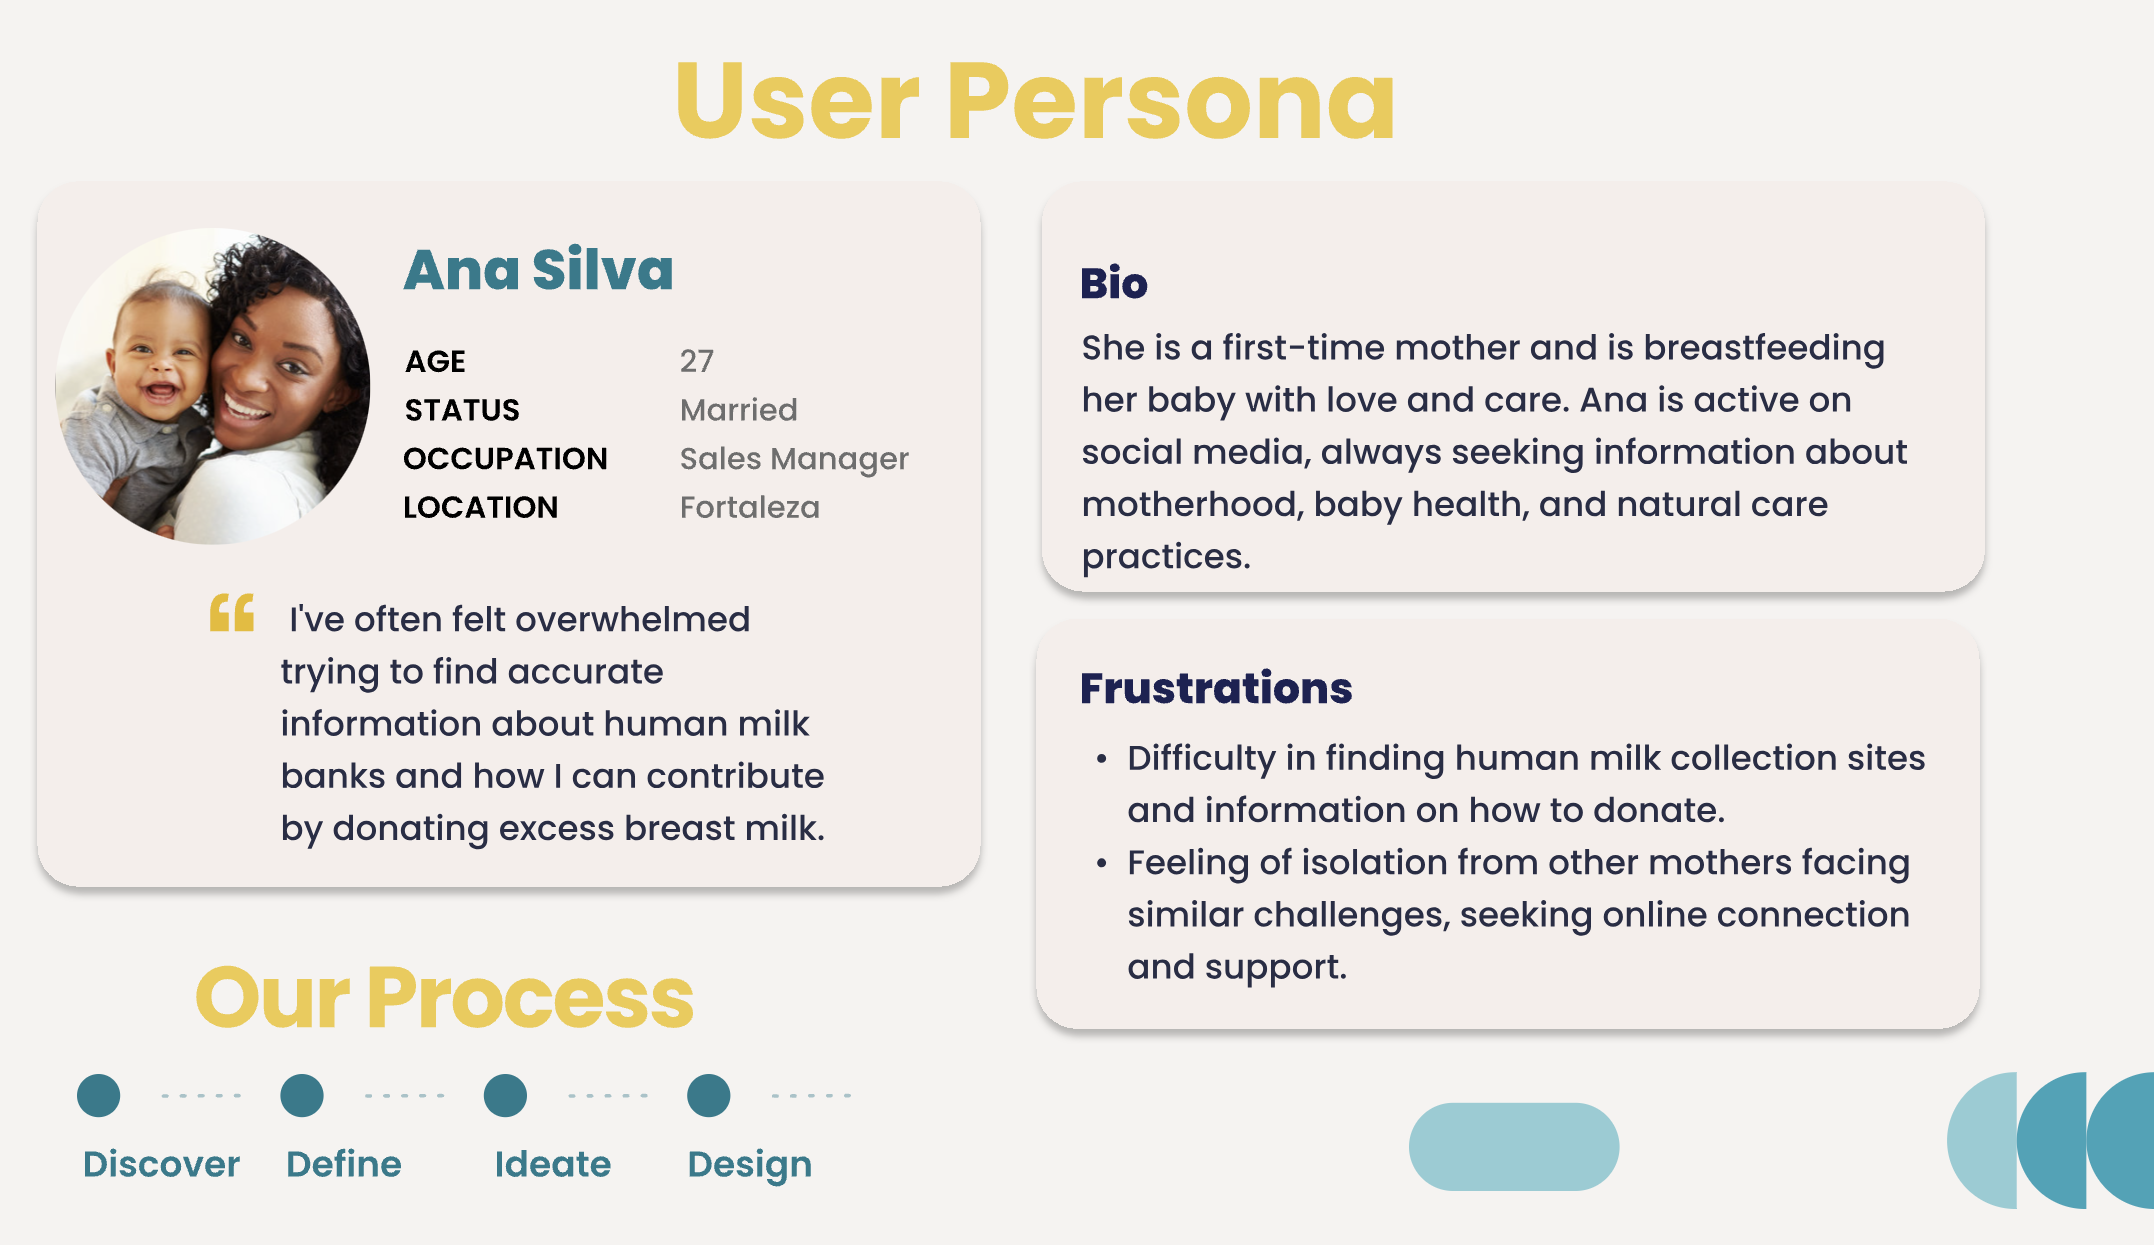 User Persona
Ana Silva
AGE 27
STATUS Married
OCCUPATION Sales Manager
LOCATION Fortaleza
“ I've often felt overwhelmed
trying to find accurate
information about human milk
banks and how I can contribute
by donating excess breast milk.
Bio
She is a first-time mother and is breastfeeding
her baby with love and care. Ana is active on
social media, always seeking information about
motherhood, baby health, and natural care
practices.
Frustrations
• Difficulty in finding human milk collection sites
and information on how to donate.
• Feeling of isolation from other mothers facing
similar challenges, seeking online connection
and support.
Our Process
Discover Define Ideate Design